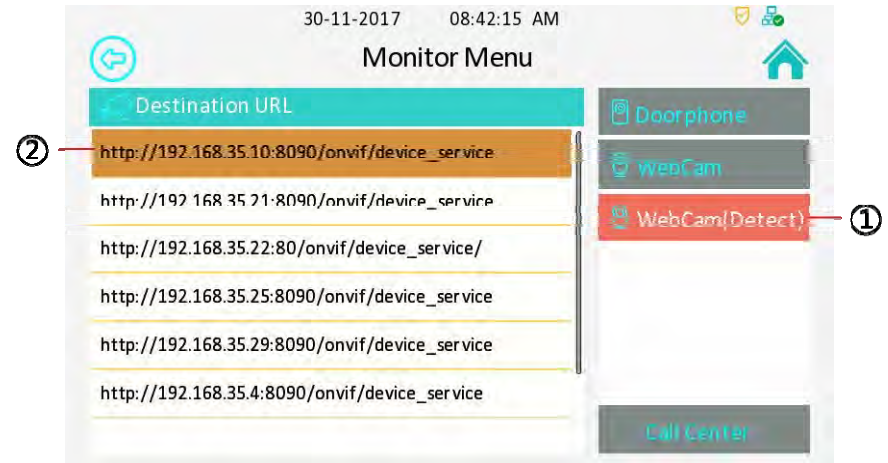 30-11-2017 08:42:15 AM
Monitor Menu
Destination URL
http://192.168.35.10:8090/onvif/device_service
http://192.168.35.21:8090/onvif/device_service
http://192.168.35.22:80/onvif/device_service/
http://192.168.35.25:8090/onvif/device_service
http://192.168.35.29:8090/onvif/device_service
http://192.168.35.4:8090/onvif/device_service
Doorphone
WebCam
WebCam(Detect)
Call Center
②
①